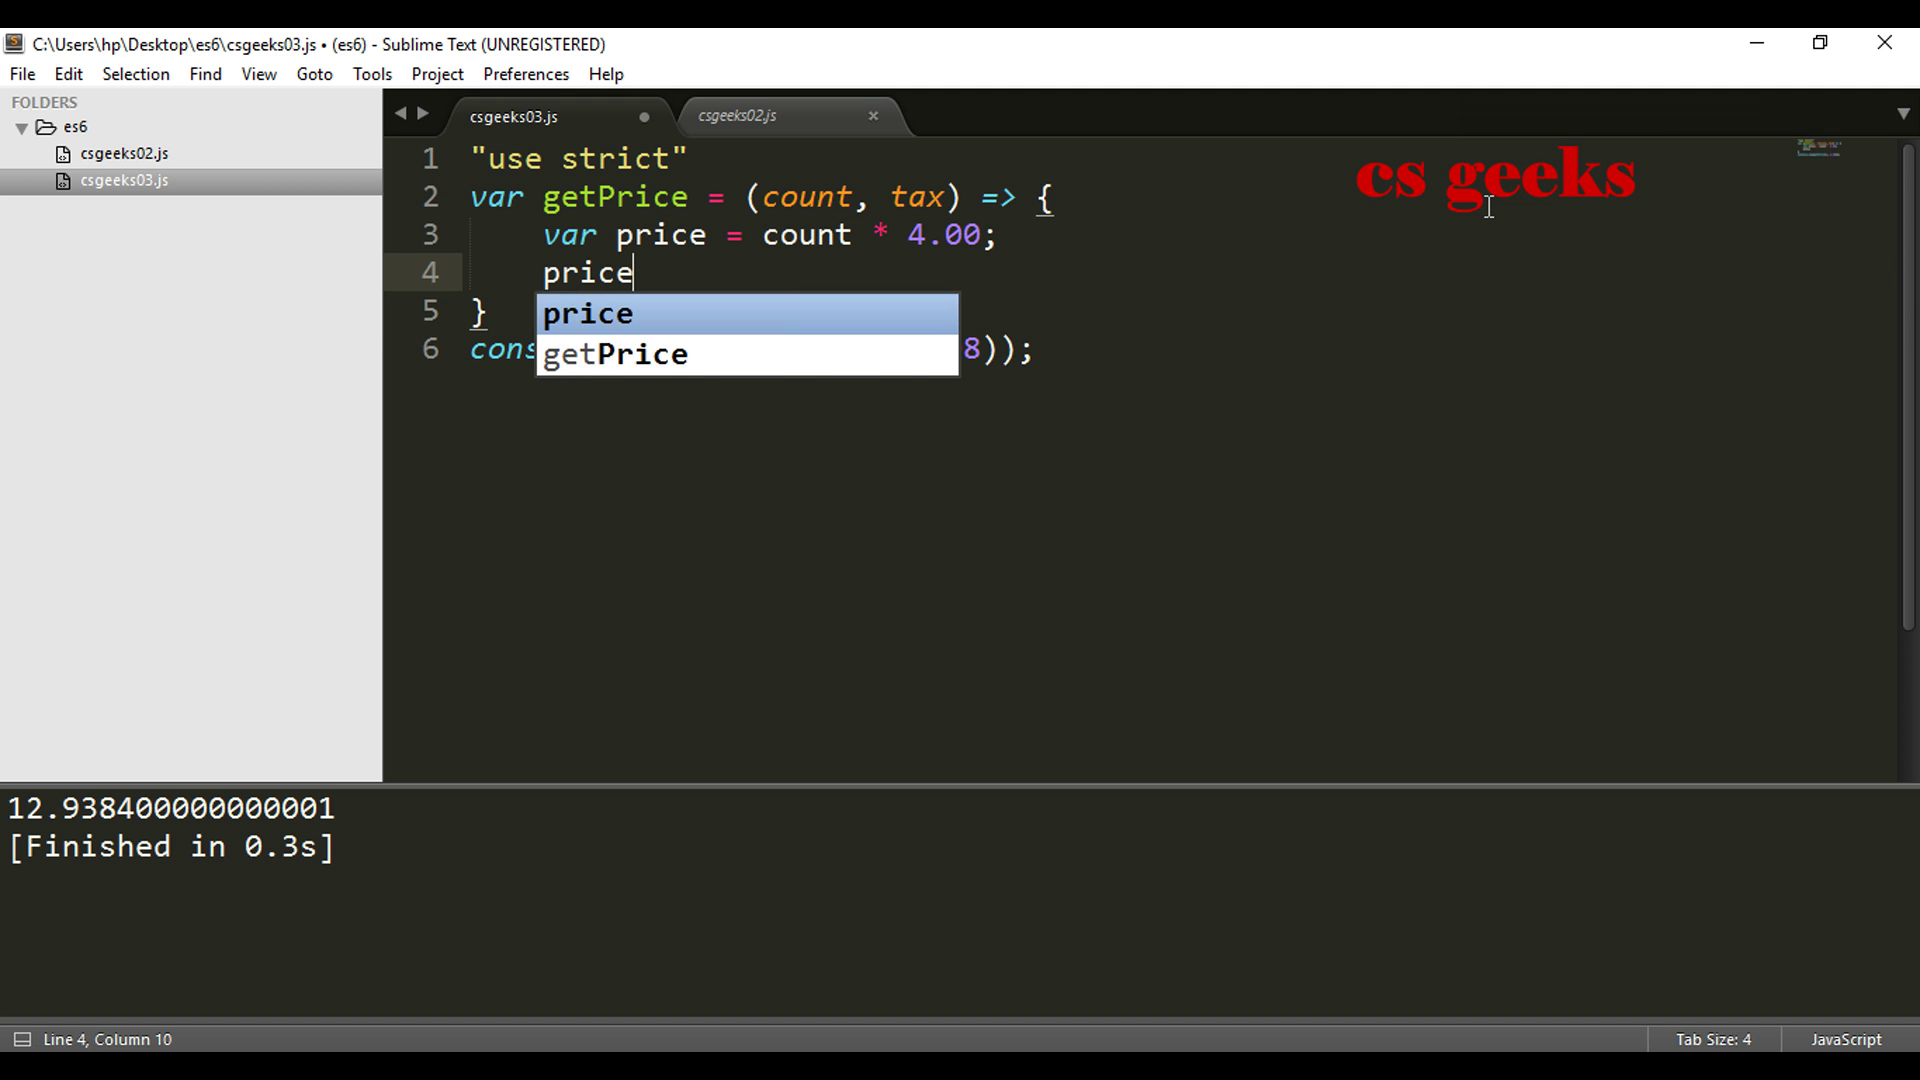 C:\Users\hp\Desktop\es6\csgeeks03.js • (es6) - Sublime Text (UNREGISTERED)
File Edit Selection Find View Goto Tools Project Preferences Help
FOLDERS
es6
csgeeks02.js
csgeeks03.js
csgeeks03.js csgeeks02.js
cs geeks
1 "use strict"
2 var getPrice = (count, tax) => {
3 var price = count * 4.00;
4 price
price
5 }
getPrice
6 cons 8));
12.938400000000001
[Finished in 0.3s]
Line 4, Column 10 Tab Size: 4 JavaScript